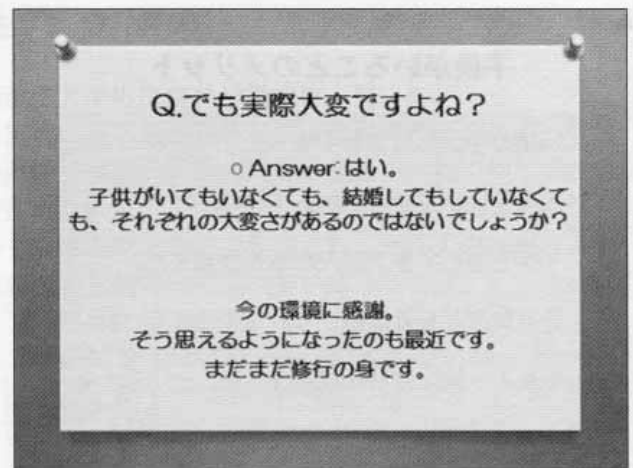 Q.でも実際大変ですよね？
○ Answer:はい。
子供がいてもいなくても、結婚してもしていなくて
も、それぞれの大変さがあるのではないでしょうか？
今の環境に感謝。
そう思えるようになったのも最近です。
まだまだ修行の身です。